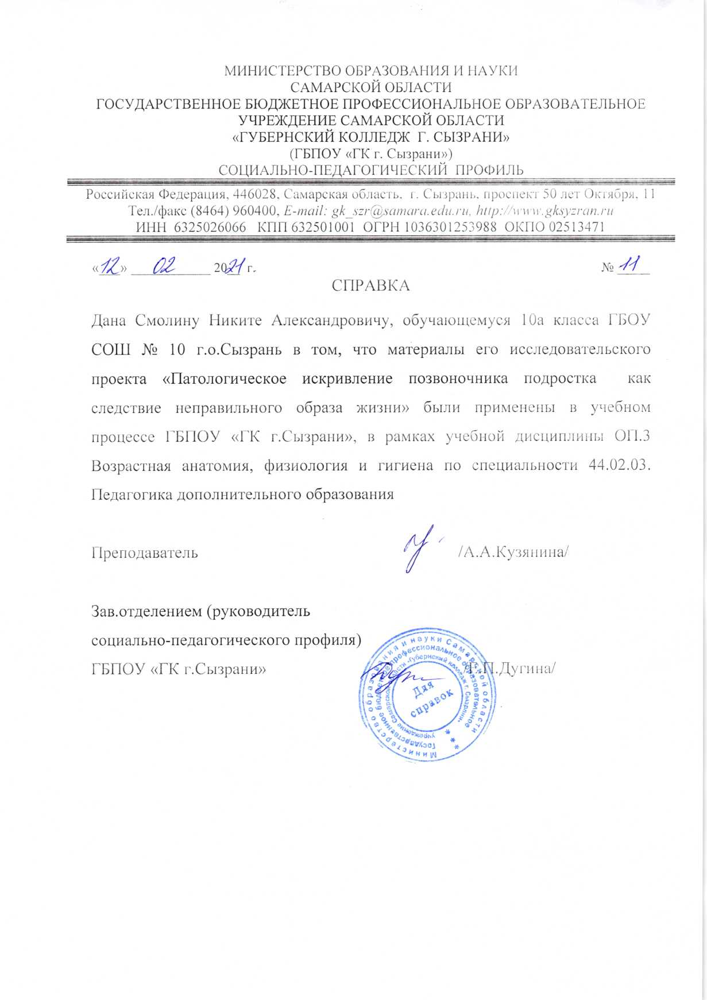 МИНИСТЕРСТВО ОБРАЗОВАНИЯ И НАУКИ
САМАРСКОЙ ОБЛАСТИ
ГОСУДАРСТВЕННОЕ БЮДЖЕТНОЕ ПРОФЕССИОНАЛЬНОЕ ОБРАЗОВАТЕЛЬНОЕ
УЧРЕЖДЕНИЕ САМАРСКОЙ ОБЛАСТИ
«ГУБЕРНСКИЙ КОЛЛЕДЖ Г. СЫЗРАНИ»
(ГБПОУ «ГК г. Сызрани»)
СОЦИАЛЬНО-ПЕДАГОГИЧЕСКИЙ ПРОФИЛЬ
Российская Федерация, 446028, Самарская область, г. Сызрань, проспект 50 лет Октября, 11
Тел./факс (8464) 960400, E-mail: gk_szr@samara.edu.ru, http://www.gksyzran.ru
ИНН 6325026066 КПП 632501001 ОГРН 1036301253988 ОКПО 02513471
«12» 02 2021 г. № 11
СПРАВКА
Дана Смолину Никите Александровичу, обучающемуся 10а класса ГБОУ
СОШ № 10 г.о.Сызрань в том, что материалы его исследовательского
проекта «Патологическое искривление позвоночника подростка как
следствие неправильного образа жизни» были применены в учебном
процессе ГБПОУ «ГК г.Сызрани», в рамках учебной дисциплины ОП.3
Возрастная анатомия, физиология и гигиена по специальности 44.02.03.
Педагогика дополнительного образования
Преподаватель /А.А.Кузянина/
Зав.отделением (руководитель
социально-педагогического профиля)
ГБПОУ «ГК г.Сызрани» /Г.П.Дугина/
Министерство образования и науки Самарской области
Государственное бюджетное профессиональное образовательное
учреждение Самарской области «Губернский колледж г. Сызрани»
Для
справок